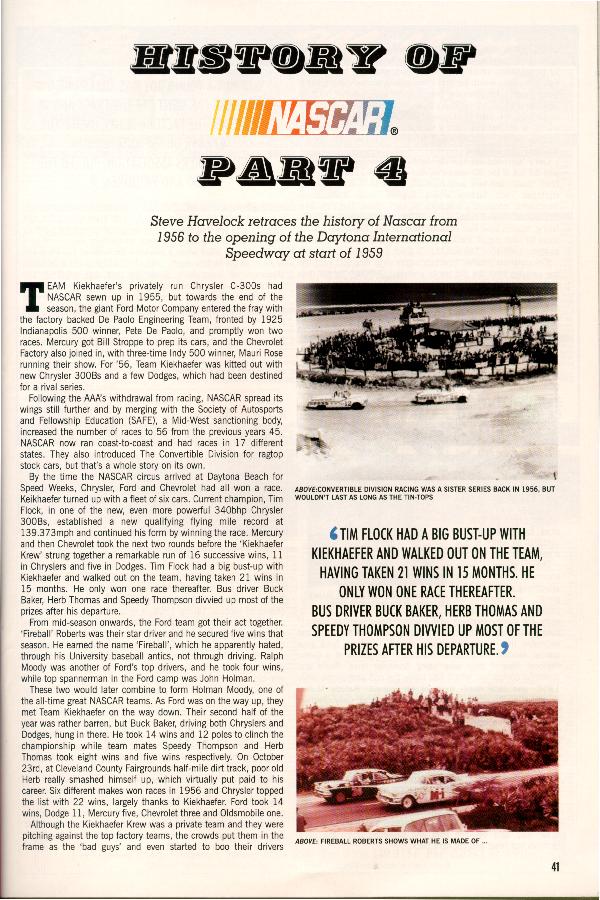 HISTORY OF
NASCAR®
PART 4
Steve Havelock retraces the history of Nascar from
1956 to the opening of the Daytona International
Speedway at start of 1959
TEAM Kiekhaefer's privately run Chrysler C-300s had
NASCAR sewn up in 1955, but towards the end of the
season, the giant Ford Motor Company entered the fray with
the factory backed De Paolo Engineering Team, fronted by 1925
Indianapolis 500 winner, Pete De Paolo, and promptly won two
races. Mercury got Bill Stroppe to prep its cars, and the Chevrolet
Factory also joined in, with three-time Indy 500 winner, Mauri Rose
running their show. For '56, Team Kiekhaefer was kitted out with
new Chrysler 300Bs and a few Dodges, which had been destined
for a rival series.
Following the AAA's withdrawal from racing, NASCAR spread its
wings still further and by merging with the Society of Autosports
and Fellowship Education (SAFE), a Mid-West sanctioning body,
increased the number of races to 56 from the previous years 45.
NASCAR now ran coast-to-coast and had races in 17 different
states. They also introduced The Convertible Division for ragtop
stock cars, but that's a whole story on its own.
By the time the NASCAR circus arrived at Daytona Beach for
Speed Weeks, Chrysler, Ford and Chevrolet had all won a race.
Keikhaefer turned up with a fleet of six cars. Current champion, Tim
Flock, in one of the new, even more powerful 340bhp Chrysler
300Bs, established a new qualifying flying mile record at
139.373mph and continued his form by winning the race. Mercury
and then Chevrolet took the next two rounds before the 'Kiekhaefer
Krew' strung together a remarkable run of 16 successive wins, 11
in Chryslers and five in Dodges. Tim Flock had a big bust-up with
Kiekhaefer and walked out on the team, having taken 21 wins in
15 months. He only won one race thereafter. Bus driver Buck
Baker, Herb Thomas and Speedy Thompson divvied up most of the
prizes after his departure.
From mid-season onwards, the Ford team got their act together.
'Fireball' Roberts was their star driver and he secured five wins that
season. He earned the name 'Fireball', which he apparently hated,
through his University baseball antics, not through driving. Ralph
Moody was another of Ford's top drivers, and he took four wins,
while top spannerman in the Ford camp was John Holman.
These two would later combine to form Holman Moody, one of
the all-time great NASCAR teams. As Ford was on the way up, they
met Team Kiekhaefer on the way down. Their second half of the
year was rather barren, but Buck Baker, driving both Chryslers and
Dodges, hung in there. He took 14 wins and 12 poles to clinch the
championship while team mates Speedy Thompson and Herb
Thomas took eight wins and five wins respectively. On October
23rd, at Cleveland County Fairgrounds half-mile dirt track, poor old
Herb really smashed himself up, which virtually put paid to his
career. Six different makes won races in 1956 and Chrysler topped
the list with 22 wins, largely thanks to Kiekhaefer. Ford took 14
wins, Dodge 11, Mercury five, Chevrolet three and Oldsmobile one.
Although the Kiekhaefer Krew was a private team and they were
pitching against the top factory teams, the crowds put them in the
frame as the 'bad guys' and even started to boo their drivers
ABOVE:CONVERTIBLE DIVISION RACING WAS A SISTER SERIES BACK IN 1956, BUT
WOULDN'T LAST AS LONG AS THE TIN-TOPS
‘TIM FLOCK HAD A BIG BUST-UP WITH
KIEKHAEFER AND WALKED OUT ON THE TEAM,
HAVING TAKEN 21 WINS IN 15 MONTHS. HE
ONLY WON ONE RACE THEREAFTER.
BUS DRIVER BUCK BAKER, HERB THOMAS AND
SPEEDY THOMPSON DIVVIED UP MOST OF THE
PRIZES AFTER HIS DEPARTURE.’
ABOVE: FIREBALL ROBERTS SHOWS WHAT HE IS MADE OF ...
41